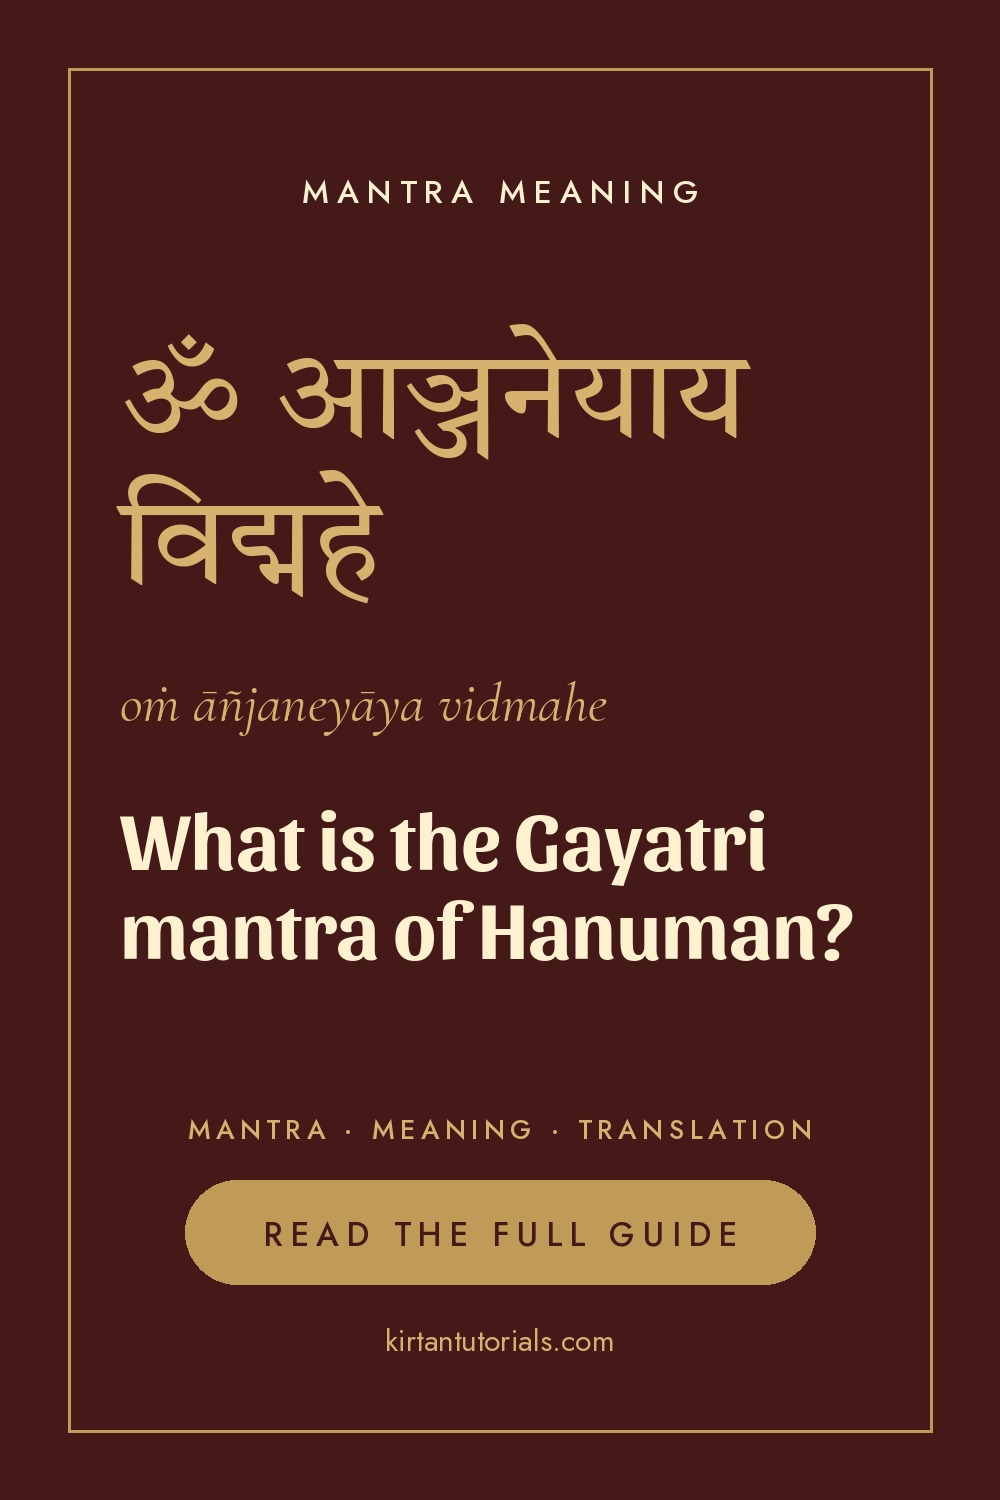 MANTRA MEANING
ॐ आञ्जनेयाय
विद्महे
oṁ āñjaneyāya vidmahe
What is the Gayatri
mantra of Hanuman?
MANTRA · MEANING · TRANSLATION
READ THE FULL GUIDE
kirtantutorials.com